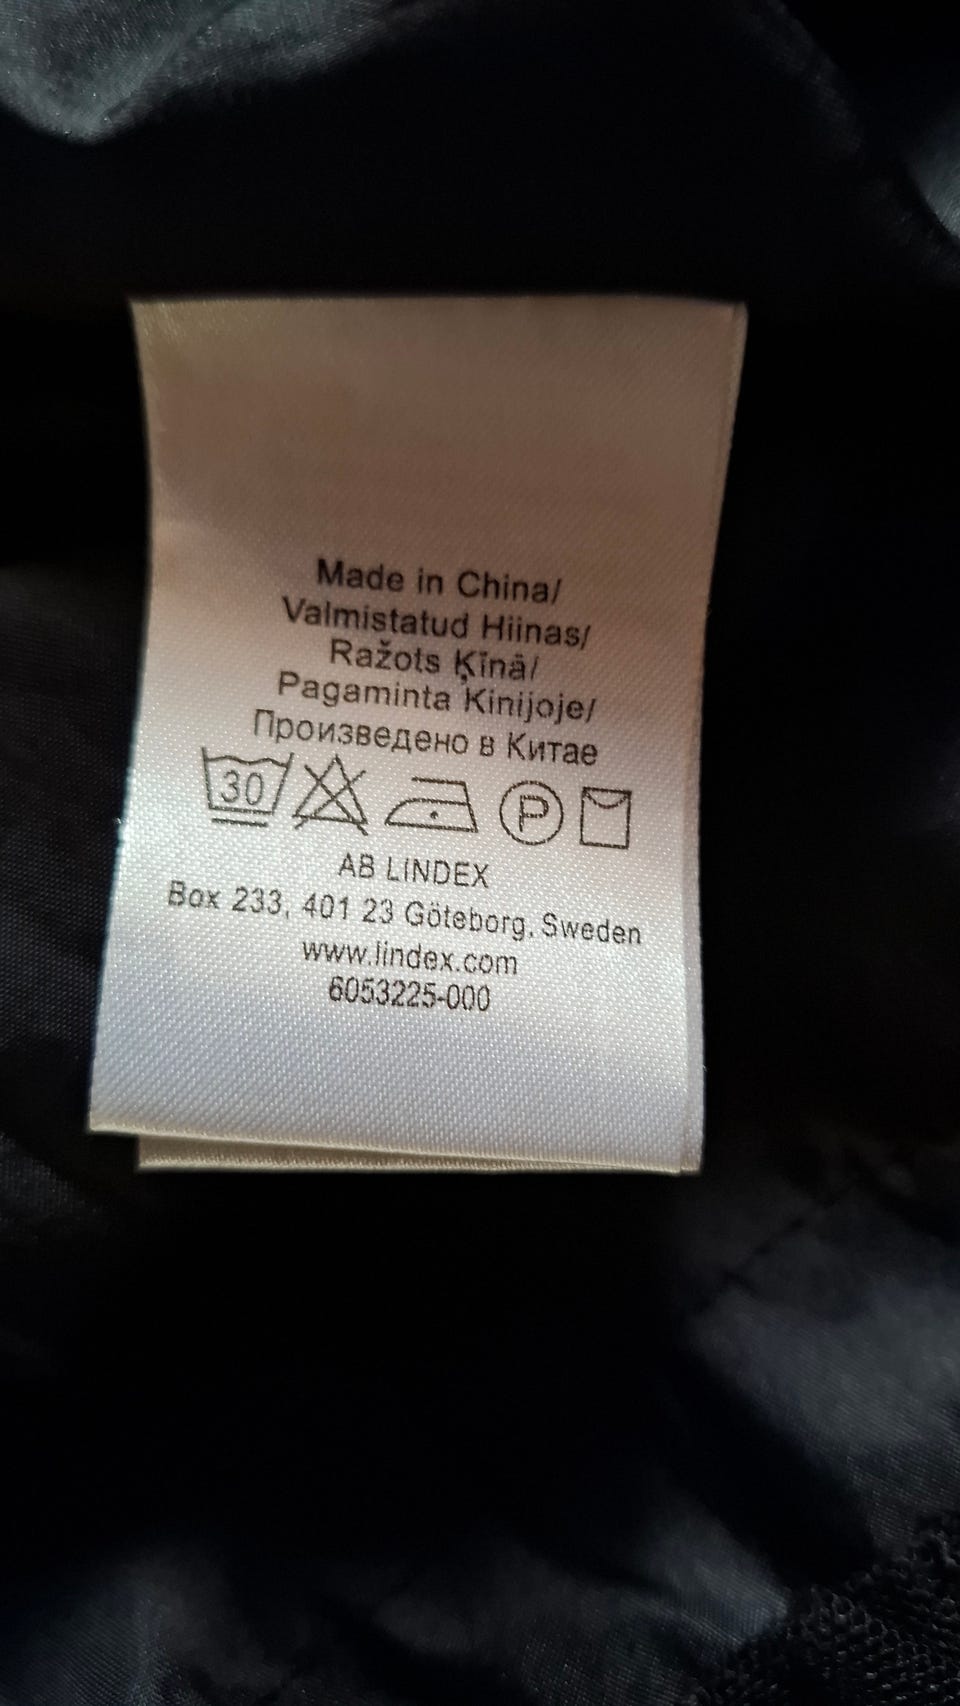 Made in China/
Valmistatud Hiinas/
Ražots Ķīnā/
Pagaminta Kinijoje/
Произведено в Китае
30 P
AB LINDEX
Box 233, 401 23 Göteborg, Sweden
www.lindex.com
6053225-000